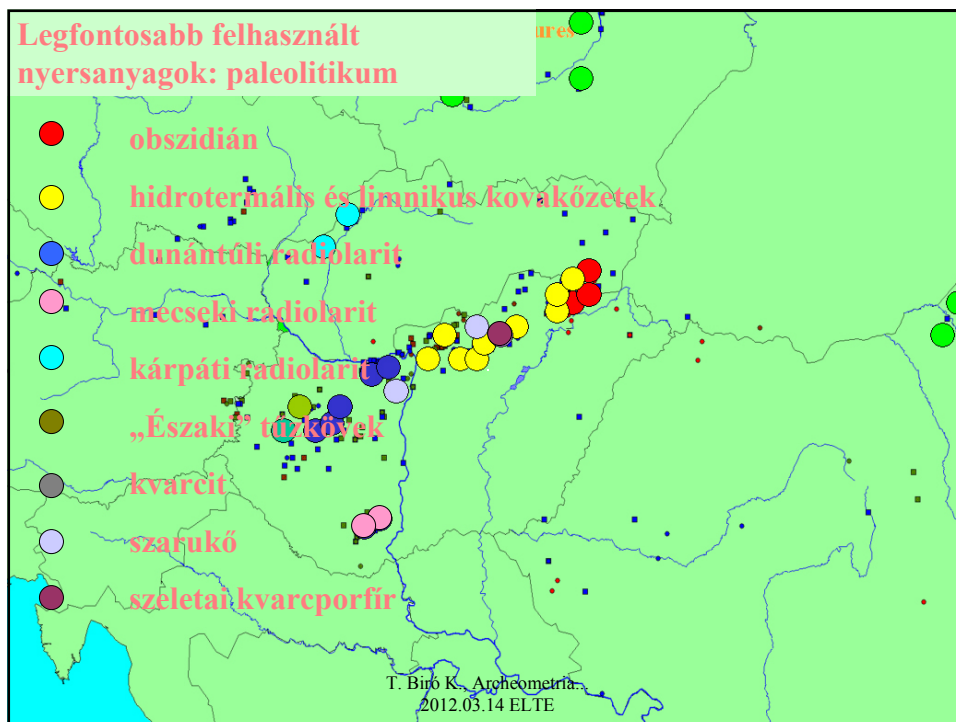 Legfontosabb felhasznált
nyersanyagok: paleolitikum
ures
obszidián
hidrotermális és limnikus kovakőzetek
dunántúli radiolarit
mecseki radiolarit
kárpáti radiolarit
„Északi” tűzkövek
kvarcit
szarukő
szeletai kvarcporfír
T. Biró K., Archeometria...
2012.03.14 ELTE